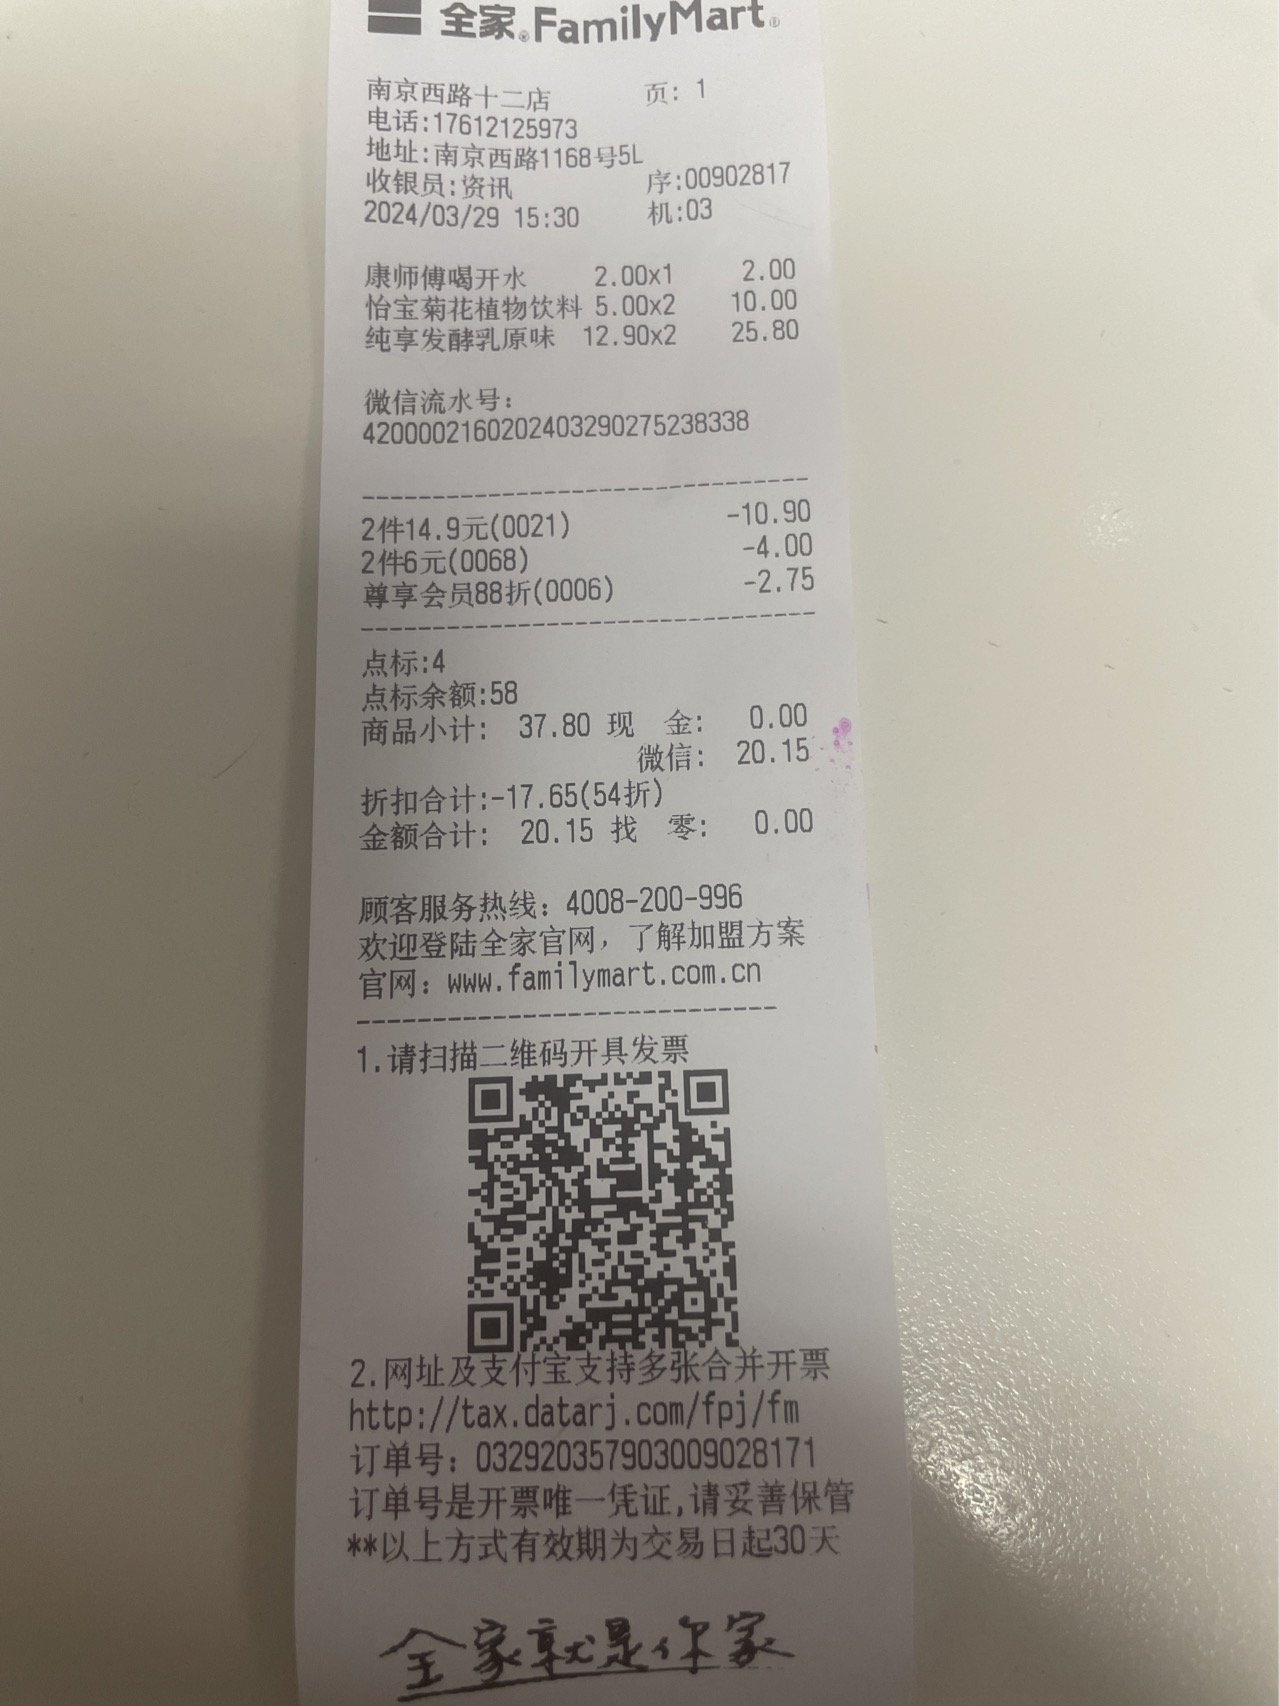 全家®FamilyMart®
南京西路十二店 页: 1
电话:17612125973
地址:南京西路1168号5L
收银员:资讯 序:00902817
2024/03/29 15:30 机:03
康师傅喝开水 2.00x1 2.00
怡宝菊花植物饮料 5.00x2 10.00
纯享发酵乳原味 12.90x2 25.80
微信流水号:
4200002160202403290275238338
------------------------------
2件14.9元(0021) -10.90
2件6元(0068) -4.00
尊享会员88折(0006) -2.75
------------------------------
点标:4
点标余额:58
商品小计: 37.80 现 金: 0.00
微信: 20.15
折扣合计:-17.65(54折)
金额合计: 20.15 找 零: 0.00
顾客服务热线: 4008-200-996
欢迎登陆全家官网，了解加盟方案
官网: www.familymart.com.cn
----------------------------
1.请扫描二维码开具发票
2.网址及支付宝支持多张合并开票
http://tax.datarj.com/fpj/fm
订单号: 032920357903009028171
订单号是开票唯一凭证,请妥善保管
**以上方式有效期为交易日起30天
全家就是你家